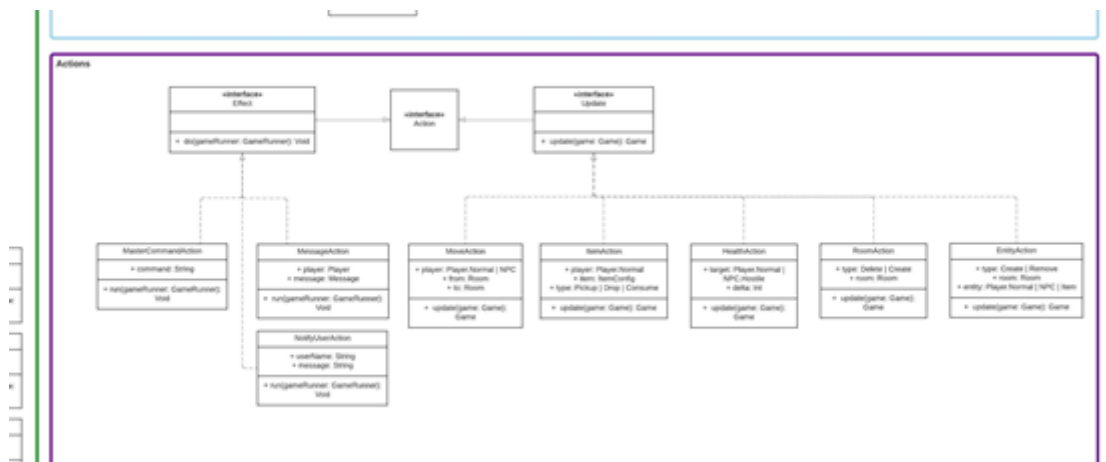 Actions
«interface»
Effect
+ do(gameRunner: GameRunner): Void
«interface»
Action
«interface»
Update
+ update(game: Game): Game
MasterCommandAction
+ command: String
+ run(gameRunner: GameRunner):
Void
MessageAction
+ player: Player
+ message: Message
+ run(gameRunner: GameRunner):
Void
NotifyUserAction
+ userName: String
+ message: String
+ run(gameRunner: GameRunner):
Void
MoveAction
+ player: Player.Normal | NPC
+ from: Room
+ to: Room
+ update(game: Game):
Game
ItemAction
+ player: Player.Normal
+ item: ItemConfig
+ type: Pickup | Drop | Consume
+ update(game: Game): Game
HealthAction
+ target: Player.Normal |
NPC.Hostile
+ delta: Int
+ update(game: Game):
Game
RoomAction
+ type: Delete | Create
+ room: Room
+ update(game: Game):
Game
EntityAction
+ type: Create | Remove
+ room: Room
+ entity: Player.Normal | NPC | Item
+ update(game: Game): Game